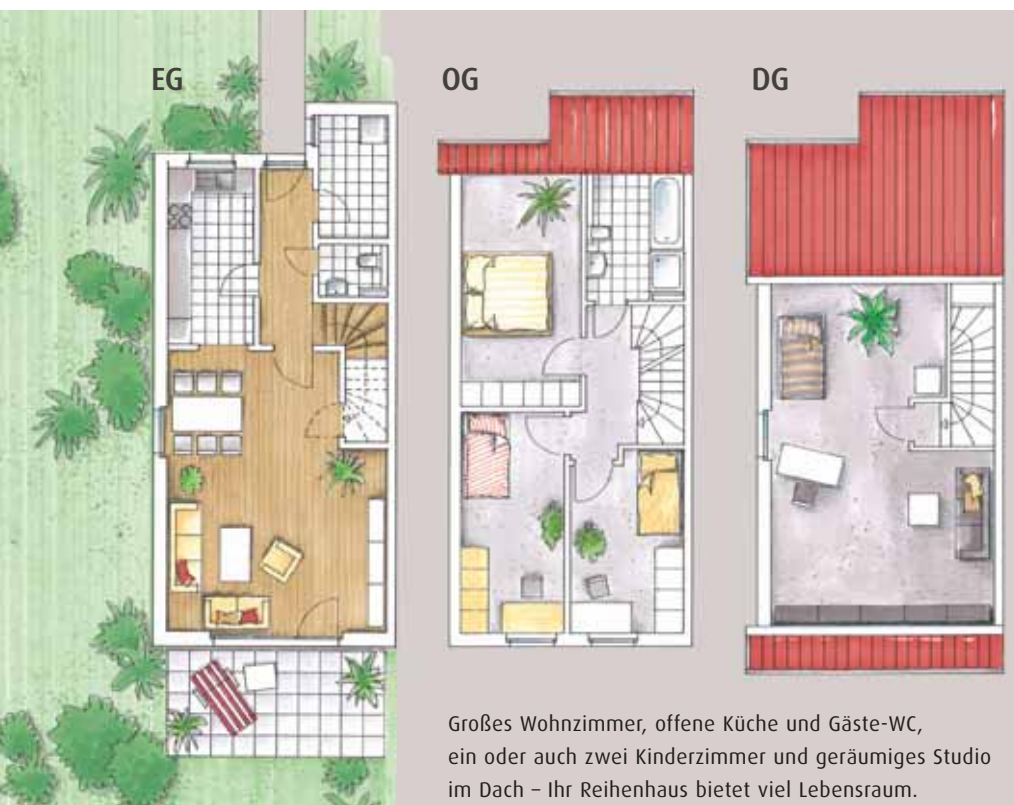 EG
OG
DG
Großes Wohnzimmer, offene Küche und Gäste-WC,
ein oder auch zwei Kinderzimmer und geräumiges Studio
im Dach – Ihr Reihenhaus bietet viel Lebensraum.